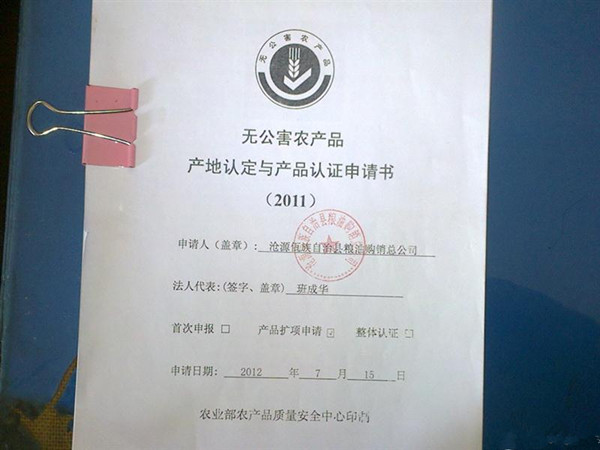 无公害农产品
无公害农产品
产地认定与产品认证申请书
(2011)
申请人(盖章): 沧源佤族自治县粮油购销总公司
法人代表:(签字、盖章) 班成华
首次申报 □ 产品扩项申请 ☑ 整体认证 □
申请日期: 2012 年 7 月 15 日
农业部农产品质量安全中心印制